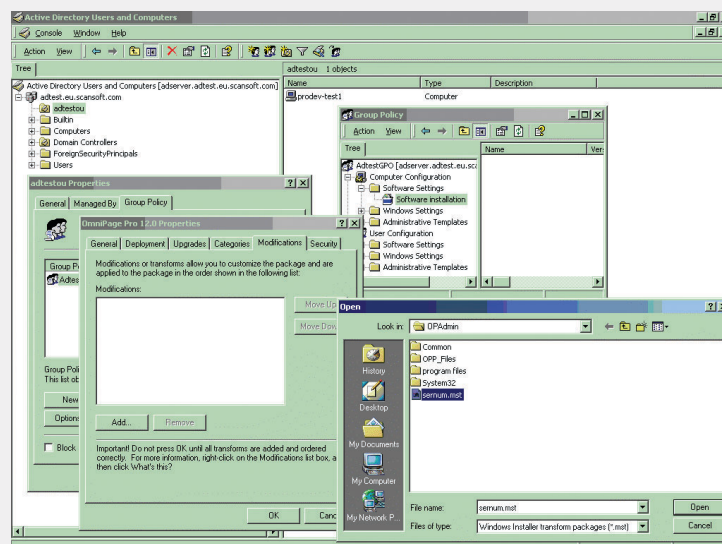 Active Directory Users and Computers
Console Window Help
Action View
Tree
adtestou 1 objects
Active Directory Users and Computers [adserver.adtest.eu.scansoft.com]
adtest.eu.scansoft.com
adtestou
Builtin
Computers
Domain Controllers
ForeignSecurityPrincipals
Users
Name Type Description
prodev-test1 Computer
Group Policy
Action View
Tree
Name Ver
AdtestGPO [adserver.adtest.eu.sca
Computer Configuration
Software Settings
Software installation
Windows Settings
Administrative Templates
User Configuration
Software Settings
Windows Settings
Administrative Templates
adtestou Properties
General Managed By Group Policy
Group P
Adtes
Group Poli
This list ob
New
Option
Block
OmniPage Pro 12.0 Properties
General Deployment Upgrades Categories Modifications Security
Modifications or transforms allow you to customize the package and are
applied to the package in the order shown in the following list:
Modifications:
Move Up
Move Dow
Add... Remove
Important! Do not press OK until all transforms are added and ordered
correctly. For more information, right-click on the Modifications list box, a
then click What's this?
OK Canc
Open
Look in: OPAdmin
History
Desktop
My Documents
My Computer
My Network P...
Common
OPP_Files
program files
System32
sernum.mst
File name: sernum.mst Open
Files of type: Windows Installer transform packages (*.mst) Cancel